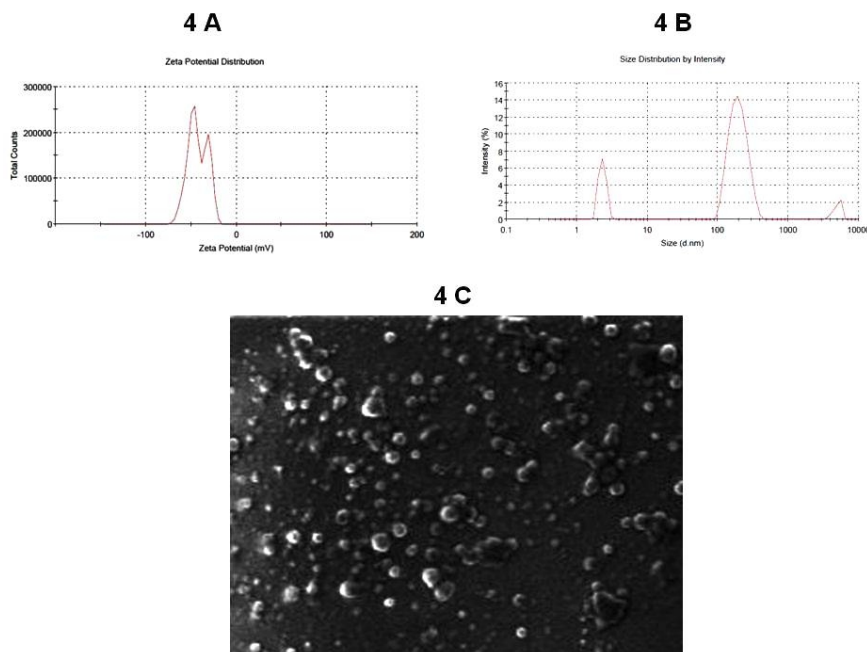 4 A
Zeta Potential Distribution
300000
200000
100000
0
Total Counts
-100
0
100
200
Zeta Potential (mV)
4 B
Size Distribution by Intensity
16
14
12
10
8
6
4
2
0
Intensity (%)
0.1
1
10
100
1000
10000
Size (d.nm)
4 C